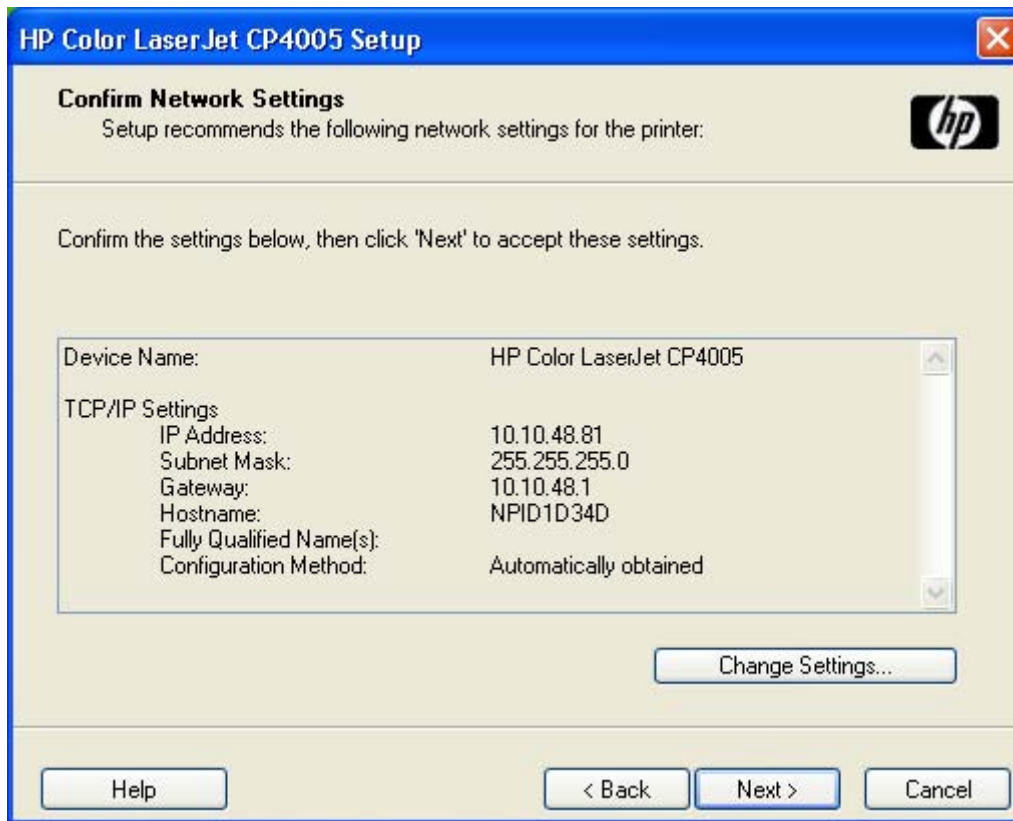 HP Color LaserJet CP4005 Setup
Confirm Network Settings
Setup recommends the following network settings for the printer:
hp
Confirm the settings below, then click 'Next' to accept these settings.
Device Name: HP Color LaserJet CP4005
TCP/IP Settings
IP Address: 10.10.48.81
Subnet Mask: 255.255.255.0
Gateway: 10.10.48.1
Hostname: NPID1D34D
Fully Qualified Name(s):
Configuration Method: Automatically obtained
Change Settings...
Help
< Back
Next >
Cancel